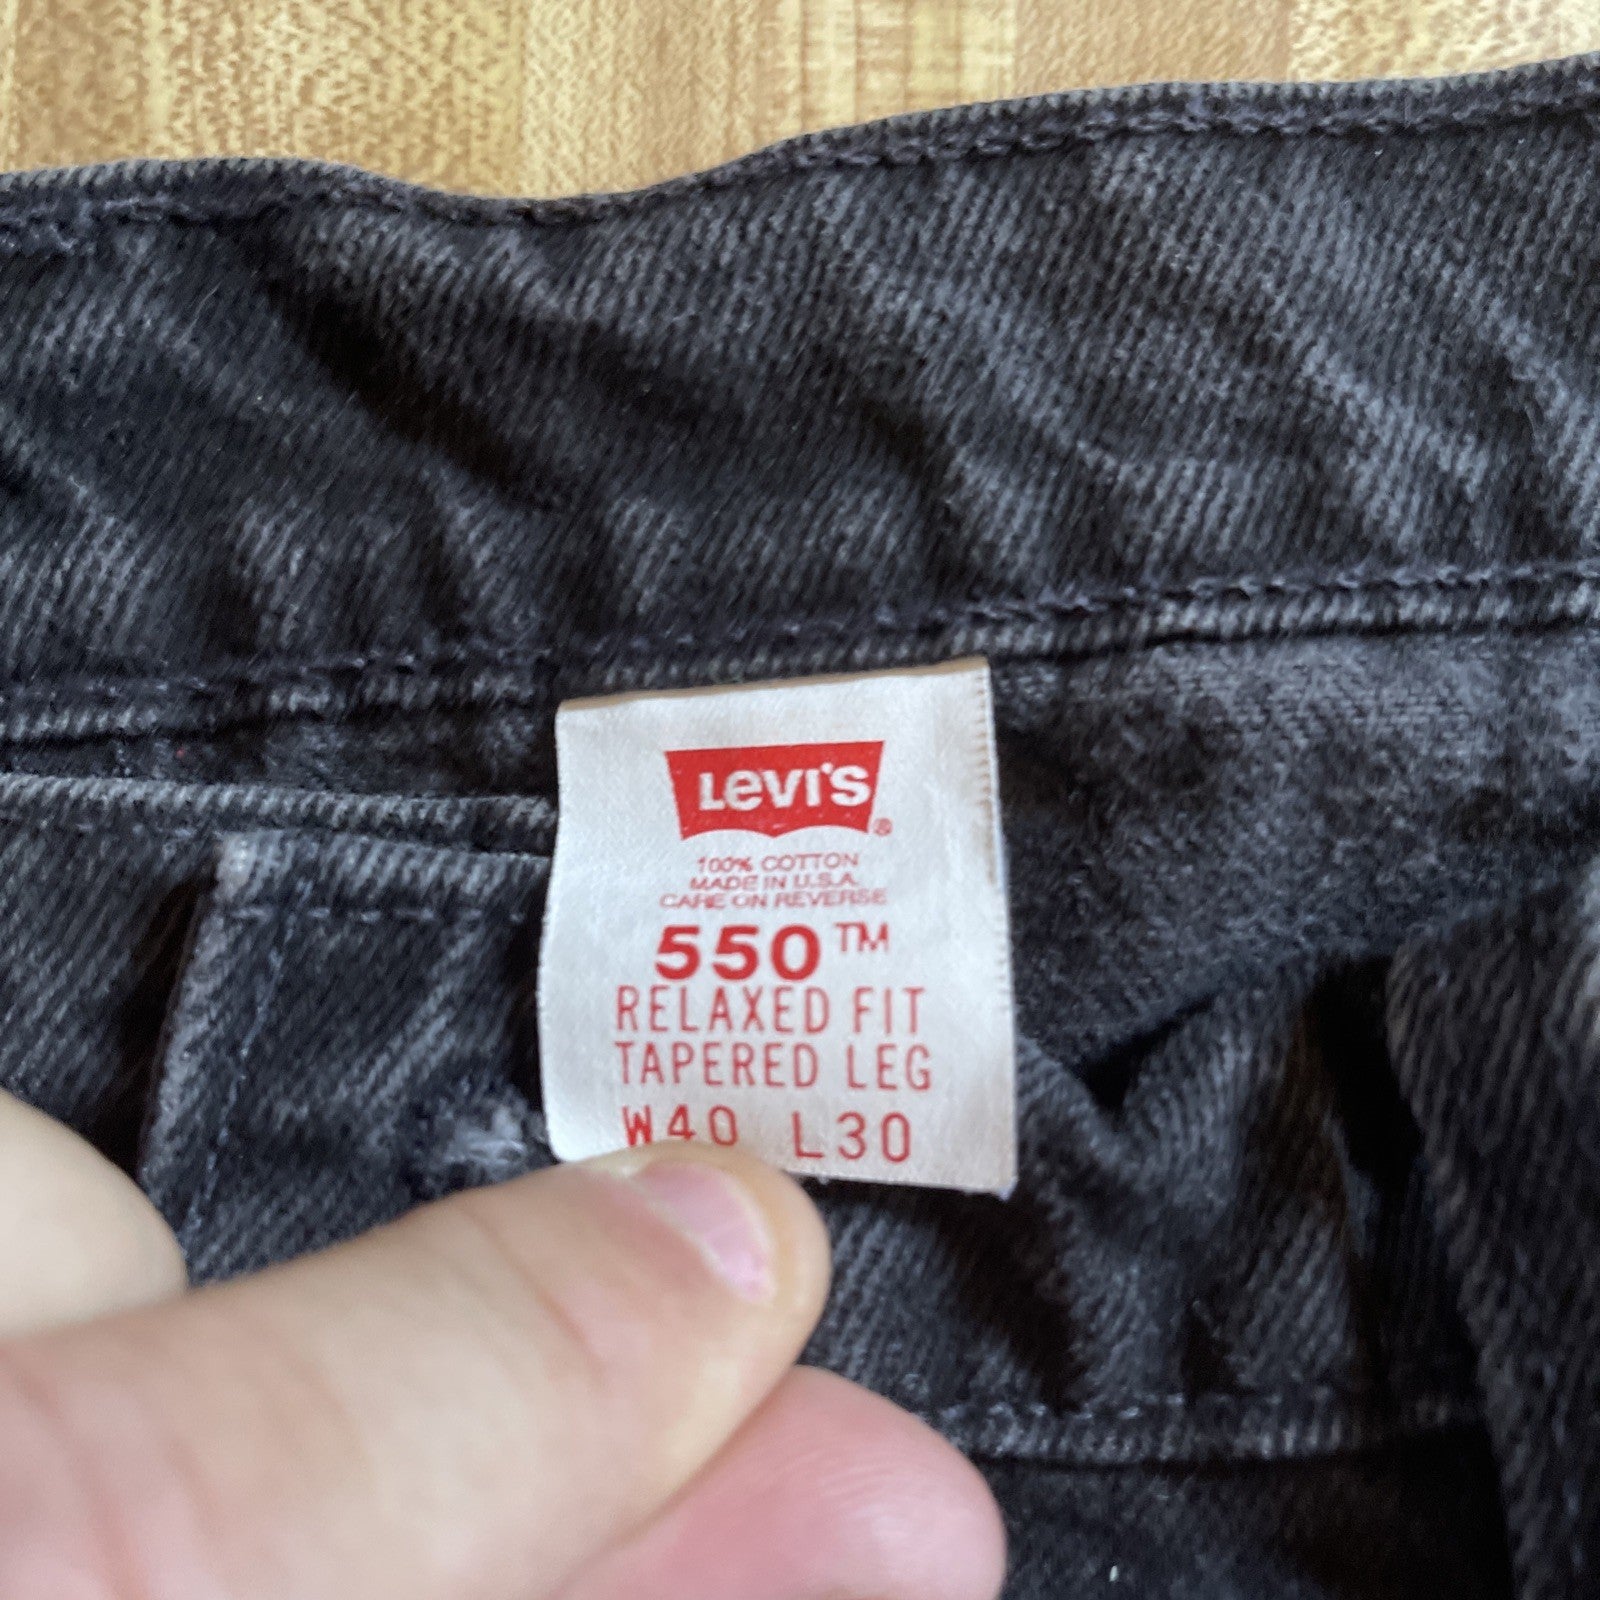 LEVI'S®
100% COTTON
MADE IN U.S.A.
CARE ON REVERSE
550™
RELAXED FIT
TAPERED LEG
W40 L30